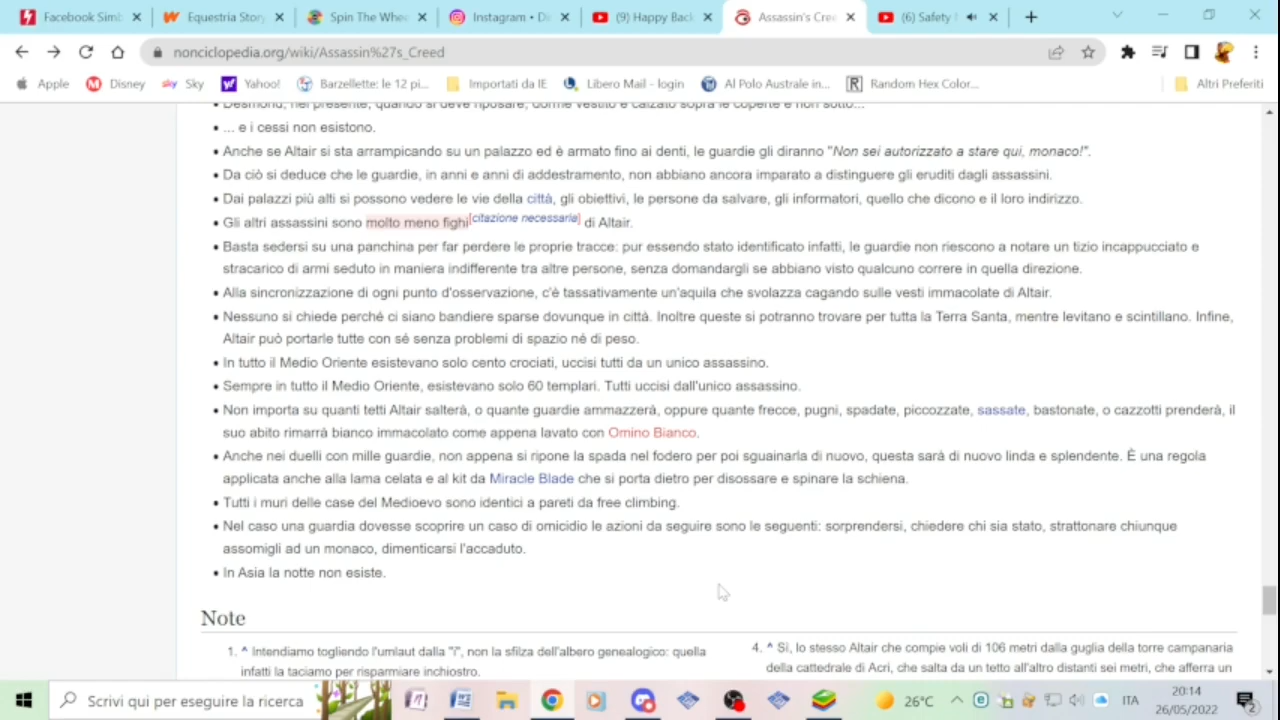 Facebook Simb
Equestria Story
Spin The Whee
Instagram • Di
(9) Happy Back
Assassin's Cree
(6) Safety
nonciclopedia.org/wiki/Assassin%27s_Creed
Apple
Disney
Sky
Yahoo!
Barzellette: le 12 pi...
Importati da IE
Libero Mail - login
Al Polo Australe in...
Random Hex Color...
Altri Preferiti
Desmond, nel presente, quando si deve riposare, dorme vestito e calzato sopra le coperte e non sotto...
... e i cessi non esistono.
Anche se Altair si sta arrampicando su un palazzo ed è armato fino ai denti, le guardie gli diranno "Non sei autorizzato a stare qui, monaco!".
Da ciò si deduce che le guardie, in anni e anni di addestramento, non abbiano ancora imparato a distinguere gli eruditi dagli assassini.
Dai palazzi più alti si possono vedere le vie della città, gli obiettivi, le persone da salvare, gli informatori, quello che dicono e il loro indirizzo.
Gli altri assassini sono molto meno fighi[citazione necessaria] di Altair.
Basta sedersi su una panchina per far perdere le proprie tracce: pur essendo stato identificato infatti, le guardie non riescono a notare un tizio incappucciato e
stracarico di armi seduto in maniera indifferente tra altre persone, senza domandargli se abbiano visto qualcuno correre in quella direzione.
Alla sincronizzazione di ogni punto d'osservazione, c'è tassativamente un'aquila che svolazza cagando sulle vesti immacolate di Altair.
Nessuno si chiede perché ci siano bandiere sparse dovunque in città. Inoltre queste si potranno trovare per tutta la Terra Santa, mentre levitano e scintillano. Infine,
Altair può portarle tutte con sé senza problemi di spazio né di peso.
In tutto il Medio Oriente esistevano solo cento crociati, uccisi tutti da un unico assassino.
Sempre in tutto il Medio Oriente, esistevano solo 60 templari. Tutti uccisi dall'unico assassino.
Non importa su quanti tetti Altair salterà, o quante guardie ammazzerà, oppure quante frecce, pugni, spadate, piccozzate, sassate, bastonate, o cazzotti prenderà, il
suo abito rimarrà bianco immacolato come appena lavato con Omino Bianco.
Anche nei duelli con mille guardie, non appena si ripone la spada nel fodero per poi sguainarla di nuovo, questa sarà di nuovo linda e splendente. È una regola
applicata anche alla lama celata e al kit da Miracle Blade che si porta dietro per disossare e spinare la schiena.
Tutti i muri delle case del Medioevo sono identici a pareti da free climbing.
Nel caso una guardia dovesse scoprire un caso di omicidio le azioni da seguire sono le seguenti: sorprendersi, chiedere chi sia stato, strattonare chiunque
assomigli ad un monaco, dimenticarsi l'accaduto.
In Asia la notte non esiste.
Note
1. ^ Intendiamo togliendo l'umlaut dalla "ï", non la sfilza dell'albero genealogico: quella
infatti la taciamo per risparmiare inchiostro.
4. ^ Sì, lo stesso Altair che compie voli di 106 metri dalla guglia della torre campanaria
della cattedrale di Acri, che salta da un tetto all'altro distanti sei metri, che afferra un
Scrivi qui per eseguire la ricerca
26°C
ITA
20:14
26/05/2022
2